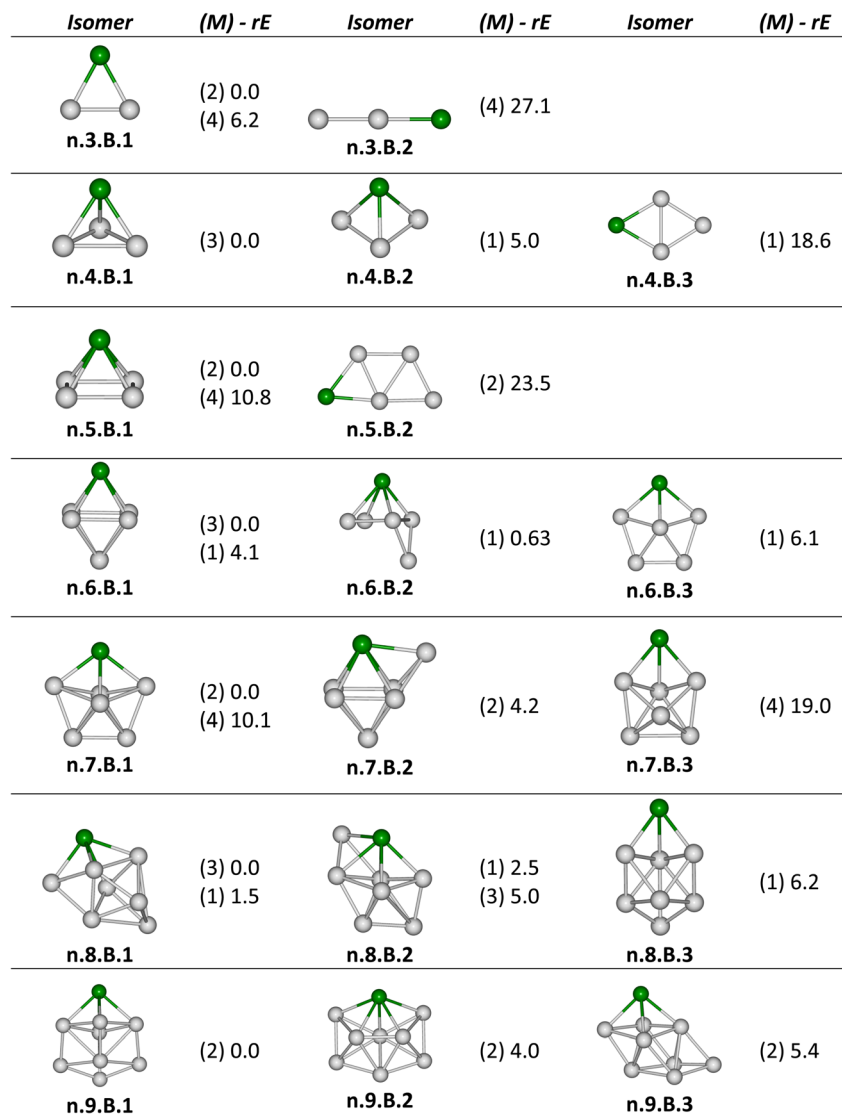 Isomer (M) - rE Isomer (M) - rE Isomer (M) - rE
(2) 0.0
(4) 6.2
n.3.B.1
(4) 27.1
n.3.B.2
(3) 0.0
n.4.B.1
(1) 5.0
n.4.B.2
(1) 18.6
n.4.B.3
(2) 0.0
(4) 10.8
n.5.B.1
(2) 23.5
n.5.B.2
(3) 0.0
(1) 4.1
n.6.B.1
(1) 0.63
n.6.B.2
(1) 6.1
n.6.B.3
(2) 0.0
(4) 10.1
n.7.B.1
(2) 4.2
n.7.B.2
(4) 19.0
n.7.B.3
(3) 0.0
(1) 1.5
n.8.B.1
(1) 2.5
(3) 5.0
n.8.B.2
(1) 6.2
n.8.B.3
(2) 0.0
n.9.B.1
(2) 4.0
n.9.B.2
(2) 5.4
n.9.B.3